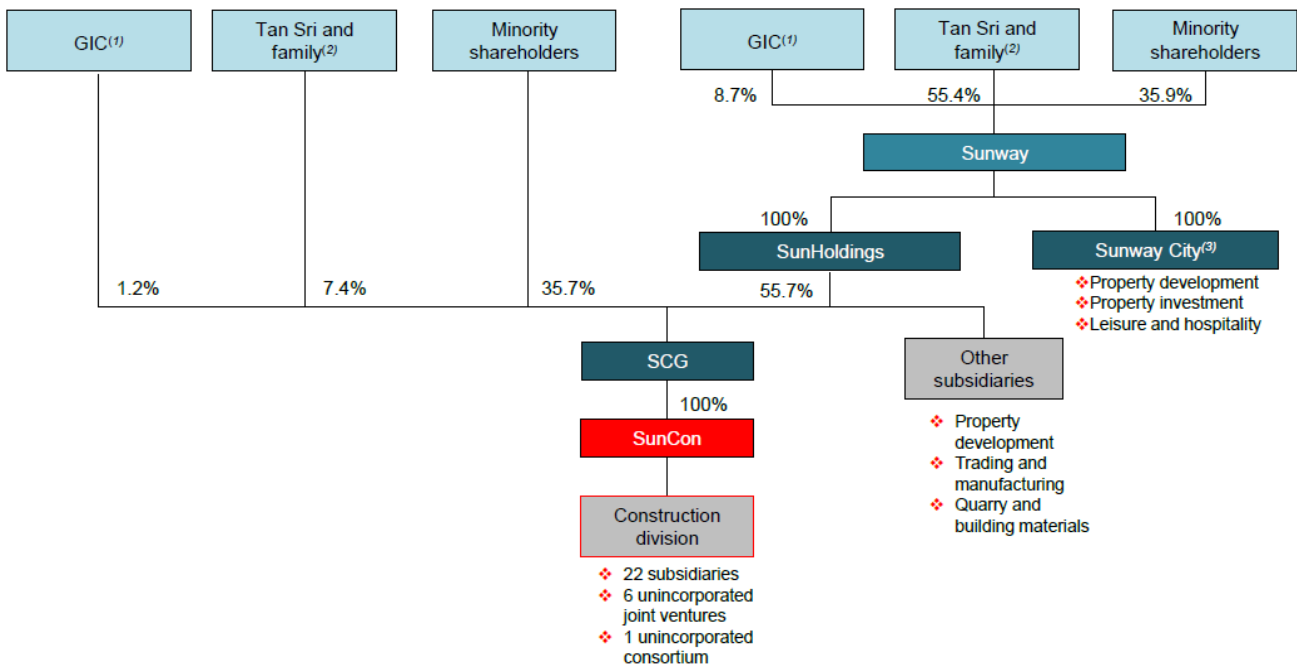 GIC(1)
Tan Sri and
family(2)
Minority
shareholders
GIC(1)
Tan Sri and
family(2)
Minority
shareholders
8.7%
55.4%
35.9%
Sunway
100%
100%
SunHoldings
Sunway City(3)
❖Property development
❖Property investment
❖Leisure and hospitality
1.2%
7.4%
35.7%
55.7%
SCG
Other
subsidiaries
100%
SunCon
❖ Property
development
❖ Trading and
manufacturing
❖ Quarry and
building materials
Construction
division
❖ 22 subsidiaries
❖ 6 unincorporated
joint ventures
❖ 1 unincorporated
consortium